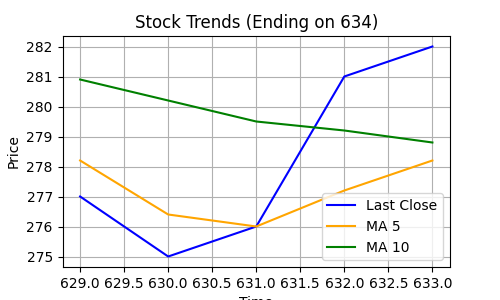 Stock Trends (Ending on 634)
282
281
280
279
278
277
276
275
Price
Last Close
MA 5
MA 10
629.0 629.5 630.0 630.5 631.0 631.5 632.0 632.5 633.0
Time